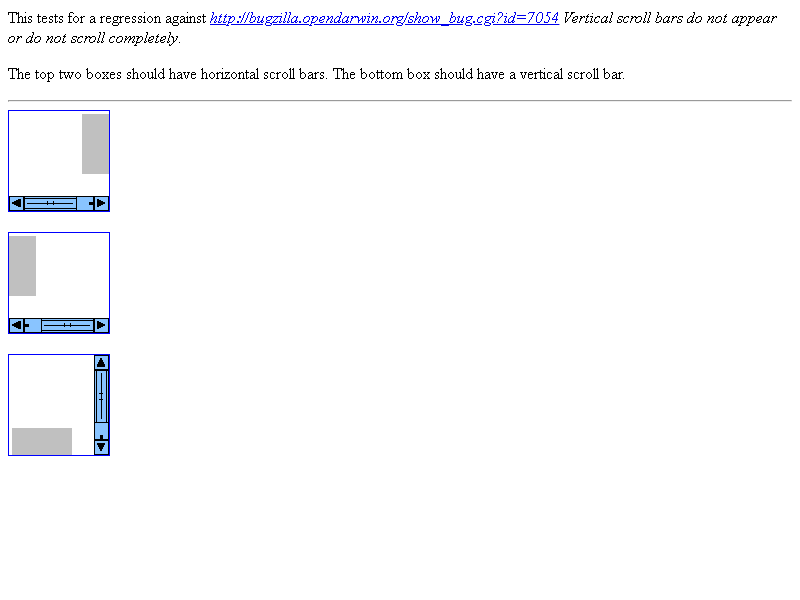 This tests for a regression against http://bugzilla.opendarwin.org/show_bug.cgi?id=7054 Vertical scroll bars do not appear
or do not scroll completely.
The top two boxes should have horizontal scroll bars. The bottom box should have a vertical scroll bar.